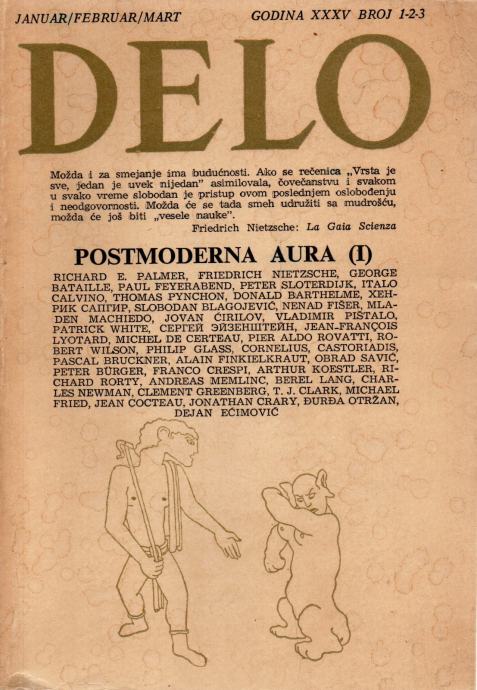 JANUAR/FEBRUAR/MART GODINA XXXV BROJ 1-2-3
DELO
Možda i za smejanje ima budućnosti. Ako se rečenica „Vrsta je
sve, jedan je uvek nijedan” asimilovala, čovečanstvu i svakom
u svako vreme slobodan je pristup ovom poslednjem oslobođenju
i neodgovornosti. Možda će se tada smeh udružiti sa mudrošću,
možda će još biti „vesele nauke”.
Friedrich Nietzsche: La Gaia Scienza
POSTMODERNA AURA (I)
RICHARD E. PALMER, FRIEDRICH NIETZSCHE, GEORGE
BATAILLE, PAUL FEYERABEND, PETER SLOTERDIJK, ITALO
CALVINO, THOMAS PYNCHON, DONALD BARTHELME, ХЕН-
РИК САПГИР, SLOBODAN BLAGOJEVIĆ, NENAD FIŠER, MLA-
DEN MACHIEDO, JOVAN ĆIRILOV, VLADIMIR PIŠTALO,
PATRICK WHITE, СЕРГЕЙ ЭЙЗЕНШТЕЙН, JEAN-FRANÇOIS
LYOTARD, MICHEL DE CERTEAU, PIER ALDO ROVATTI, RO-
BERT WILSON, PHILIP GLASS, CORNELIUS, CASTORIADIS,
PASCAL BRUCKNER, ALAIN FINKIELKRAUT, OBRAD SAVIĆ,
PETER BÜRGER, FRANCO CRESPI, ARTHUR KOESTLER, RI-
CHARD RORTY, ANDREAS MEMLINC, BEREL LANG, CHAR-
LES NEWMAN, CLEMENT GREENBERG, T. J. CLARK, MICHAEL
FRIED, JEAN COCTEAU, JONATHAN CRARY, ĐURĐA OTRŽAN,
DEJAN EĆIMOVIĆ